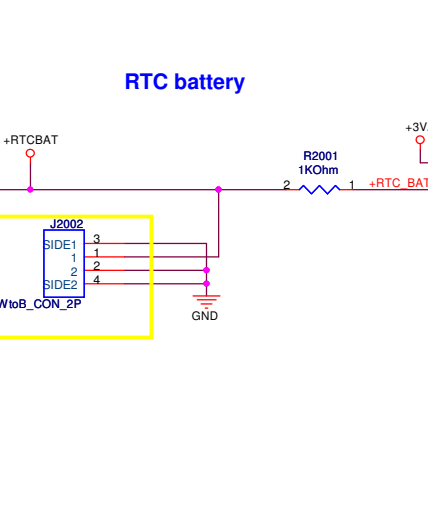 RTC battery
+3V
+RTCBAT
R2001
1KOhm
2
1
+RTC_BAT
J2002
SIDE1
3
1
1
2
2
SIDE2
4
WtoB_CON_2P
GND